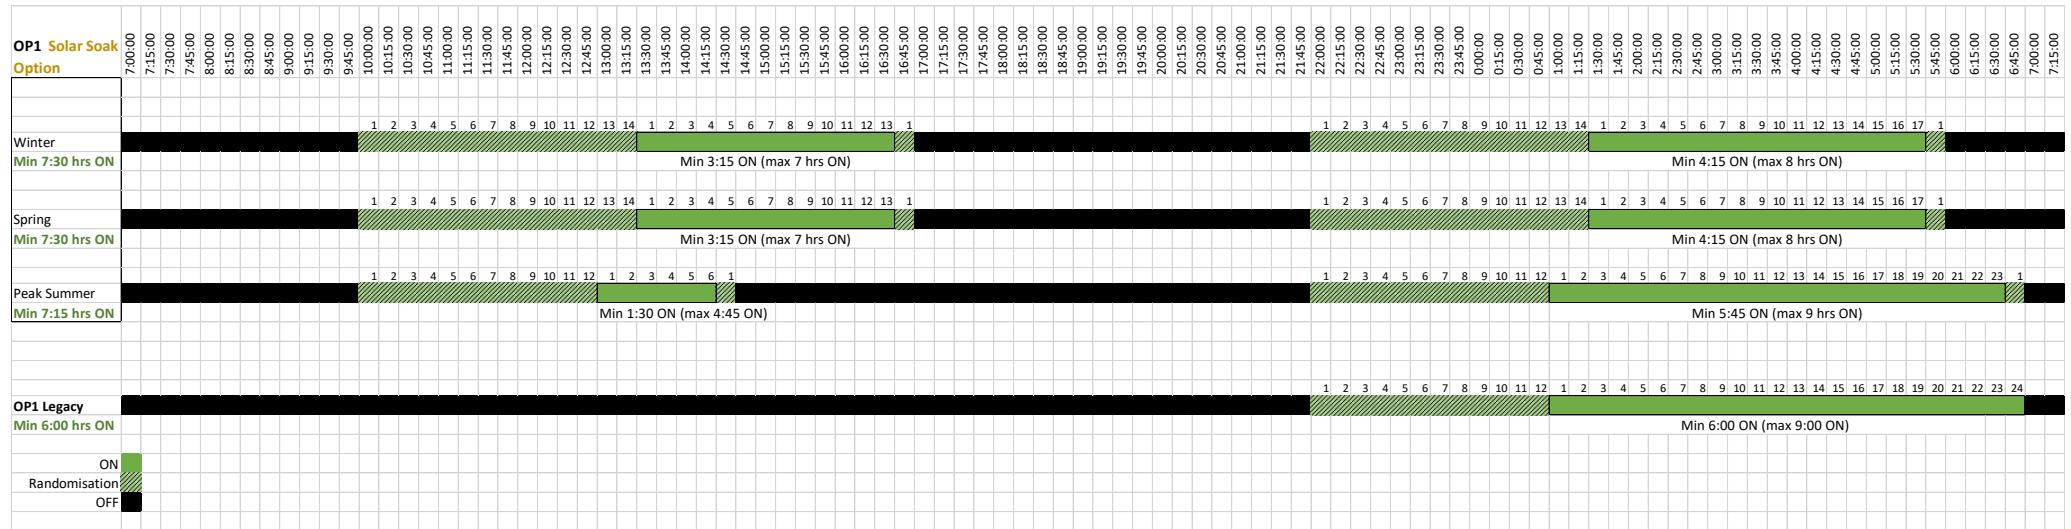 OP1 Solar Soak
Option
7:00:00 7:15:00 7:30:00 7:45:00 8:00:00 8:15:00 8:30:00 8:45:00 9:00:00 9:15:00 9:30:00 9:45:00 10:00:00 10:15:00 10:30:00 10:45:00 11:00:00 11:15:00 11:30:00 11:45:00 12:00:00 12:15:00 12:30:00 12:45:00 13:00:00 13:15:00 13:30:00 13:45:00 14:00:00 14:15:00 14:30:00 14:45:00 15:00:00 15:15:00 15:30:00 15:45:00 16:00:00 16:15:00 16:30:00 16:45:00 17:00:00 17:15:00 17:30:00 17:45:00 18:00:00 18:15:00 18:30:00 18:45:00 19:00:00 19:15:00 19:30:00 19:45:00 20:00:00 20:15:00 20:30:00 20:45:00 21:00:00 21:15:00 21:30:00 21:45:00 22:00:00 22:15:00 22:30:00 22:45:00 23:00:00 23:15:00 23:30:00 23:45:00 0:00:00 0:15:00 0:30:00 0:45:00 1:00:00 1:15:00 1:30:00 1:45:00 2:00:00 2:15:00 2:30:00 2:45:00 3:00:00 3:15:00 3:30:00 3:45:00 4:00:00 4:15:00 4:30:00 4:45:00 5:00:00 5:15:00 5:30:00 5:45:00 6:00:00 6:15:00 6:30:00 6:45:00 7:00:00 7:15:00
1 2 3 4 5 6 7 8 9 10 11 12 13 14 1 2 3 4 5 6 7 8 9 10 11 12 13 1 1 2 3 4 5 6 7 8 9 10 11 12 13 14 1 2 3 4 5 6 7 8 9 10 11 12 13 14 15 16 17 1
Winter
Min 7:30 hrs ON Min 3:15 ON (max 7 hrs ON) Min 4:15 ON (max 8 hrs ON)
1 2 3 4 5 6 7 8 9 10 11 12 13 14 1 2 3 4 5 6 7 8 9 10 11 12 13 1 1 2 3 4 5 6 7 8 9 10 11 12 13 14 1 2 3 4 5 6 7 8 9 10 11 12 13 14 15 16 17 1
Spring
Min 7:30 hrs ON Min 3:15 ON (max 7 hrs ON) Min 4:15 ON (max 8 hrs ON)
1 2 3 4 5 6 7 8 9 10 11 12 1 2 3 4 5 6 1 1 2 3 4 5 6 7 8 9 10 11 12 1 2 3 4 5 6 7 8 9 10 11 12 13 14 15 16 17 18 19 20 21 22 23 1
Peak Summer
Min 7:15 hrs ON Min 1:30 ON (max 4:45 ON) Min 5:45 ON (max 9 hrs ON)
1 2 3 4 5 6 7 8 9 10 11 12 1 2 3 4 5 6 7 8 9 10 11 12 13 14 15 16 17 18 19 20 21 22 23 24
OP1 Legacy
Min 6:00 hrs ON Min 6:00 ON (max 9:00 ON)
ON
Randomisation
OFF